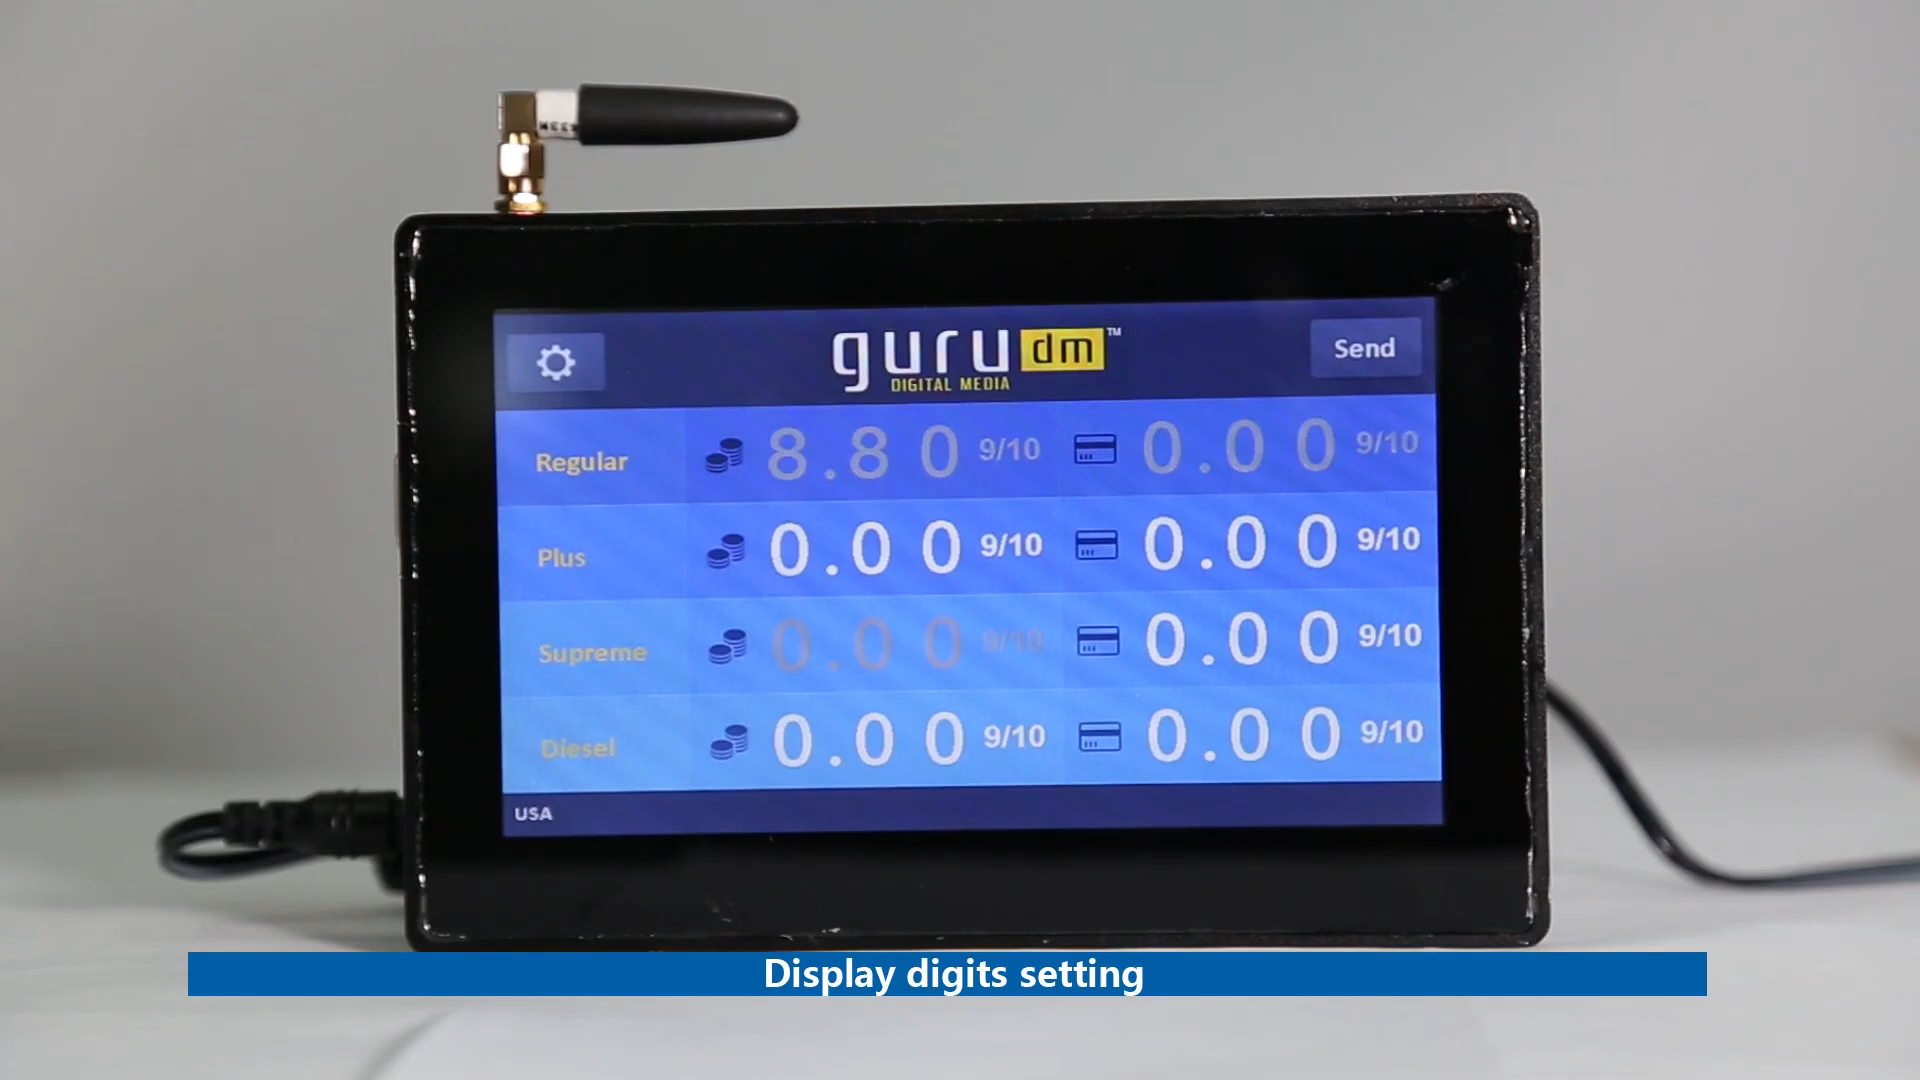 guru dm™
DIGITAL MEDIA
Send
Regular 8.80 9/10 0.00 9/10
Plus 0.00 9/10 0.00 9/10
Supreme 0.00 9/10 0.00 9/10
Diesel 0.00 9/10 0.00 9/10
USA
Display digits setting